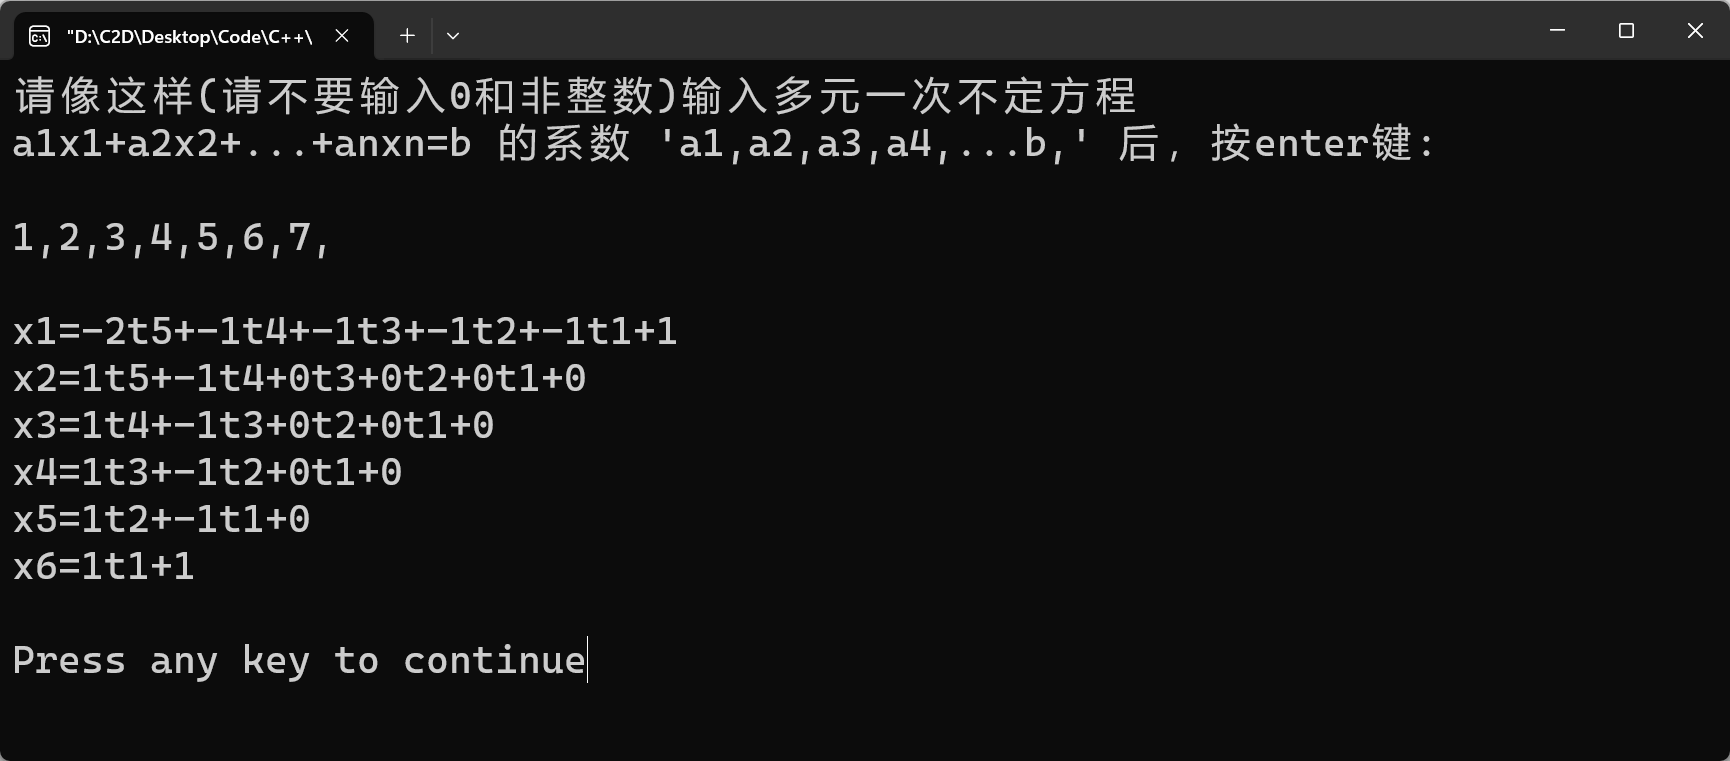 "D:\C2D\Desktop\Code\C++\
请像这样(请不要输入0和非整数)输入多元一次不定方程
a1x1+a2x2+...+anxn=b 的系数 'a1,a2,a3,a4,...b,' 后，按enter键：
1,2,3,4,5,6,7,
x1=-2t5+-1t4+-1t3+-1t2+-1t1+1
x2=1t5+-1t4+0t3+0t2+0t1+0
x3=1t4+-1t3+0t2+0t1+0
x4=1t3+-1t2+0t1+0
x5=1t2+-1t1+0
x6=1t1+1
Press any key to continue